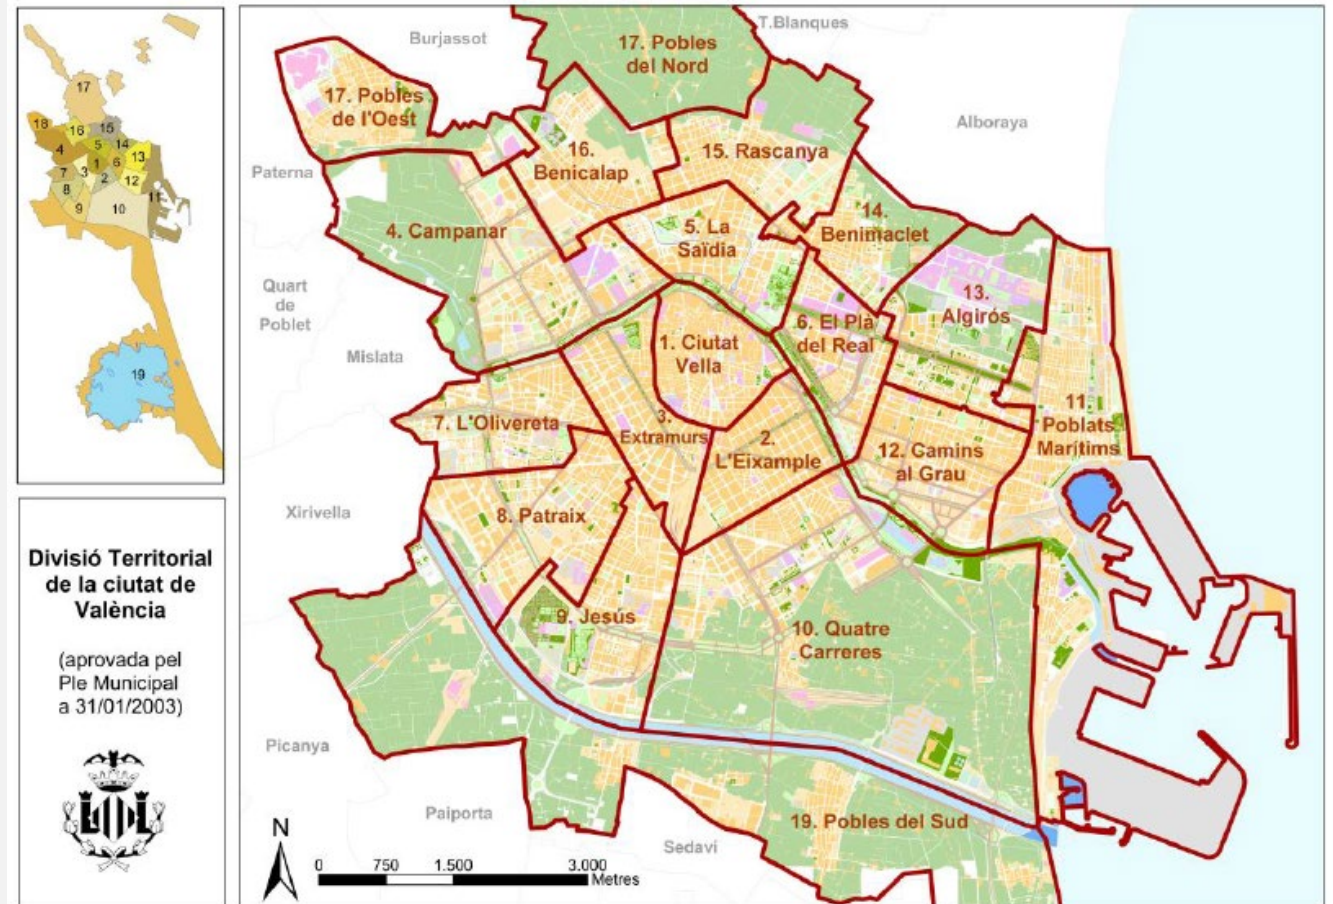 17
18
16
15
5
14
4
1
6
13
7
3
2
12
8
11
9
10
19
Divisió Territorial
de la ciutat de
València
(aprovada pel
Ple Municipal
a 31/01/2003)
Burjassot
T.Blanques
17. Pobles
del Nord
17. Pobles
de l'Oest
Alboraya
16.
Benicalap
15. Rascanya
Paterna
4. Campanar
5. La
Saïdia
14.
Benimaclet
Quart
de
Poblet
13.
Algirós
Mislata
1. Ciutat
Vella
6. El Pla
del Real
7. L'Olivereta
3.
Extramurs
2.
L'Eixample
12. Camins
al Grau
11
Poblats
Marítims
Xirivella
8. Patraix
9. Jesús
10. Quatre
Carreres
Picanya
Paiporta
Sedaví
19. Pobles del Sud
N
0 750 1.500 3.000
Metres